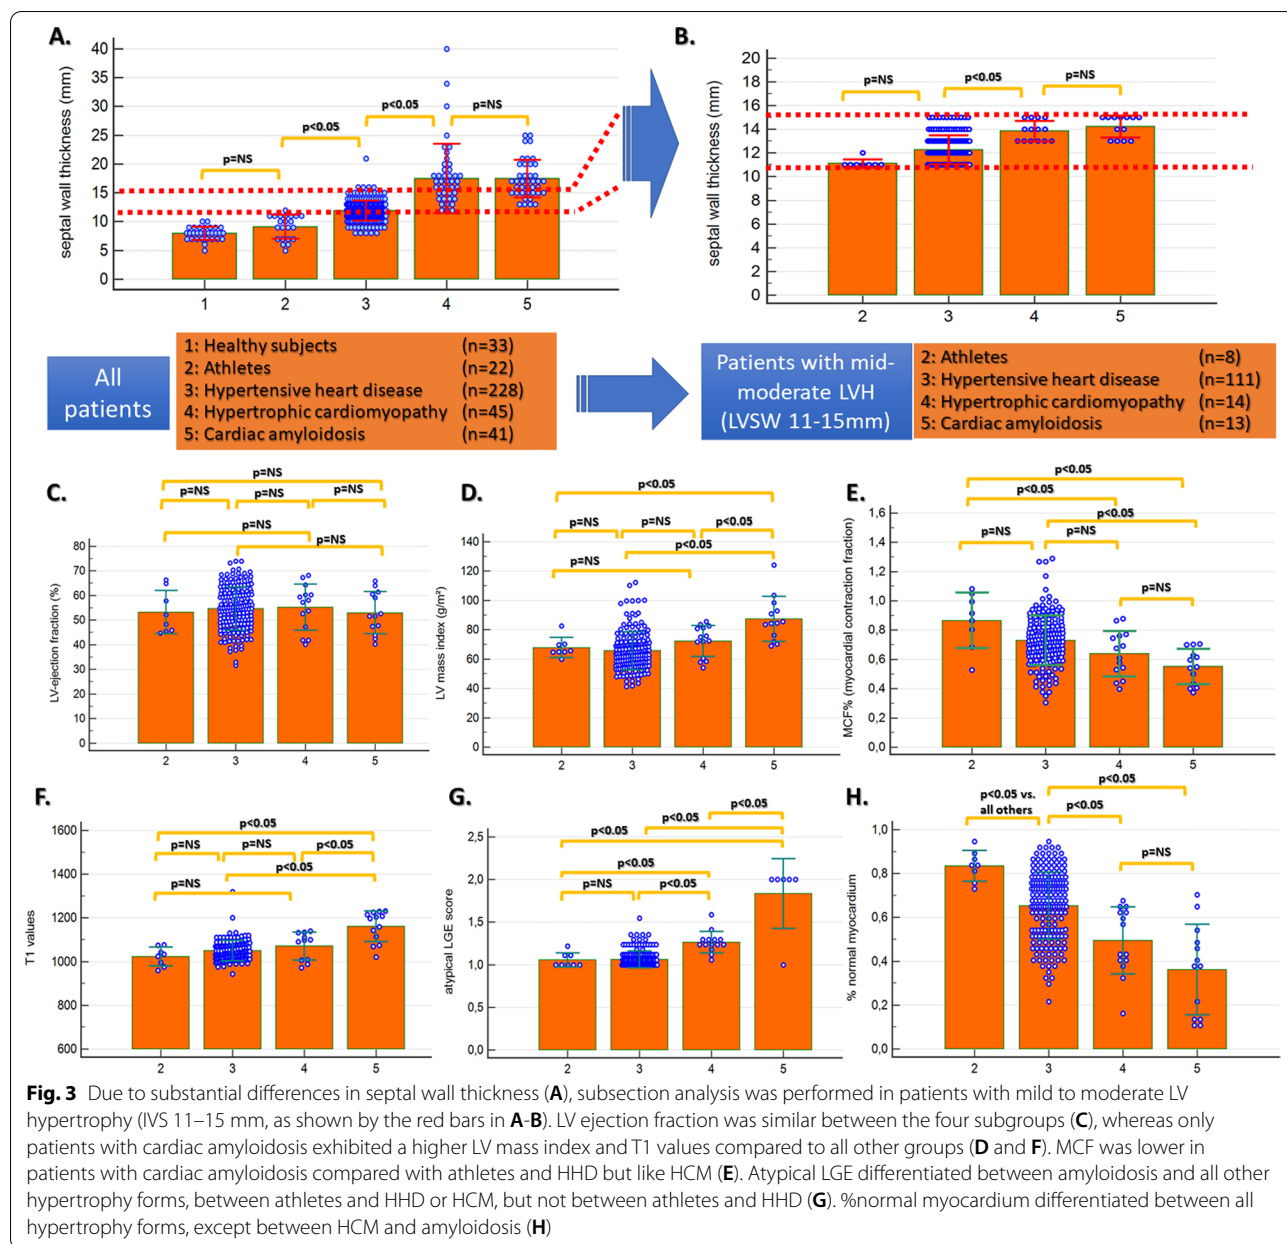 A.
B.
septal wall thickness (mm)
40
35
30
25
20
15
10
5
0
p=NS
p<0.05
p<0.05
p=NS
1
2
3
4
5
septal wall thickness (mm)
20
18
16
14
12
10
8
6
4
2
0
p=NS
p<0.05
p=NS
2
3
4
5
All
patients
1: Healthy subjects (n=33)
2: Athletes (n=22)
3: Hypertensive heart disease (n=228)
4: Hypertrophic cardiomyopathy (n=45)
5: Cardiac amyloidosis (n=41)
Patients with mid-
moderate LVH
(LVSW 11-15mm)
2: Athletes (n=8)
3: Hypertensive heart disease (n=111)
4: Hypertrophic cardiomyopathy (n=14)
5: Cardiac amyloidosis (n=13)
C.
p=NS
p=NS
p=NS
p=NS
p=NS
p=NS
LV-ejection fraction (%)
80
70
60
50
40
30
20
10
0
2
3
4
5
D.
p<0.05
p=NS
p=NS
p<0.05
p<0.05
p=NS
LV mass index (g/m²)
140
120
100
80
60
40
20
0
2
3
4
5
E.
p<0.05
p<0.05
p<0.05
p=NS
p=NS
p=NS
MCF% (myocardial contraction fraction)
1,6
1,4
1,2
1,0
0,8
0,6
0,4
0,2
0,0
2
3
4
5
F.
p<0.05
p=NS
p=NS
p<0.05
p<0.05
p=NS
T1 values
1600
1400
1200
1000
800
600
2
3
4
5
G.
p<0.05
p<0.05
p<0.05
p<0.05
p=NS
p<0.05
atypical LGE score
2,5
2,0
1,5
1,0
0,5
0,0
2
3
4
5
H.
p<0.05
p<0.05 vs.
all others
p<0.05
p=NS
% normal myocardium
1,0
0,8
0,6
0,4
0,2
0,0
2
3
4
5
Fig. 3 Due to substantial differences in septal wall thickness (A), subsection analysis was performed in patients with mild to moderate LV
hypertrophy (IVS 11–15 mm, as shown by the red bars in A-B). LV ejection fraction was similar between the four subgroups (C), whereas only
patients with cardiac amyloidosis exhibited a higher LV mass index and T1 values compared to all other groups (D and F). MCF was lower in
patients with cardiac amyloidosis compared with athletes and HHD but like HCM (E). Atypical LGE differentiated between amyloidosis and all other
hypertrophy forms, between athletes and HHD or HCM, but not between athletes and HHD (G). %normal myocardium differentiated between all
hypertrophy forms, except between HCM and amyloidosis (H)